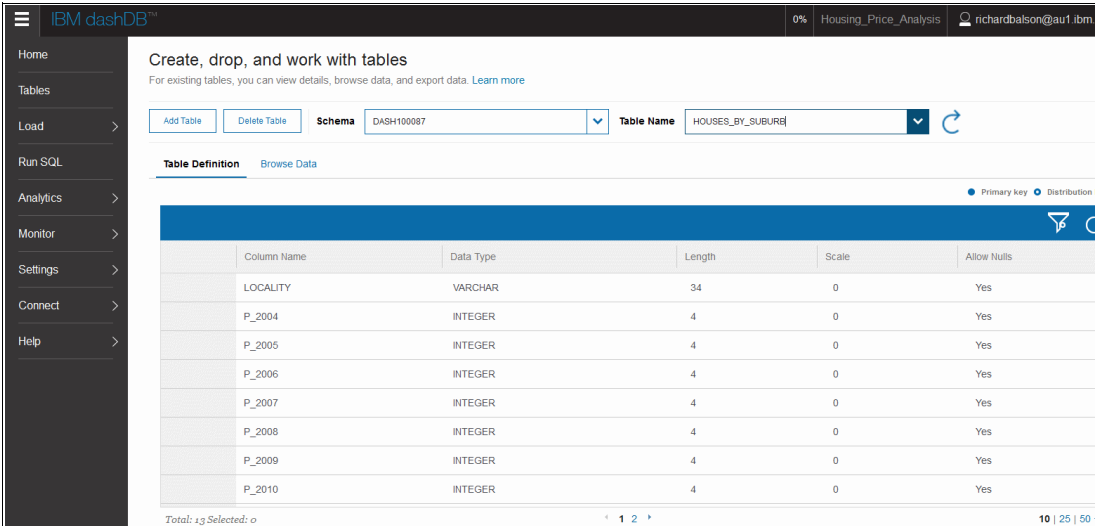 IBM dashDB™
0% Housing_Price_Analysis richardbalson@au1.ibm.
Home
Tables
Load
Run SQL
Analytics
Monitor
Settings
Connect
Help
Create, drop, and work with tables
For existing tables, you can view details, browse data, and export data. Learn more
Add Table Delete Table Schema DASH100087 Table Name HOUSES_BY_SUBURB
Table Definition Browse Data
Primary key Distribution
Column Name Data Type Length Scale Allow Nulls
LOCALITY VARCHAR 34 0 Yes
P_2004 INTEGER 4 0 Yes
P_2005 INTEGER 4 0 Yes
P_2006 INTEGER 4 0 Yes
P_2007 INTEGER 4 0 Yes
P_2008 INTEGER 4 0 Yes
P_2009 INTEGER 4 0 Yes
P_2010 INTEGER 4 0 Yes
Total: 13 Selected: 0 1 2 10 | 25 | 50